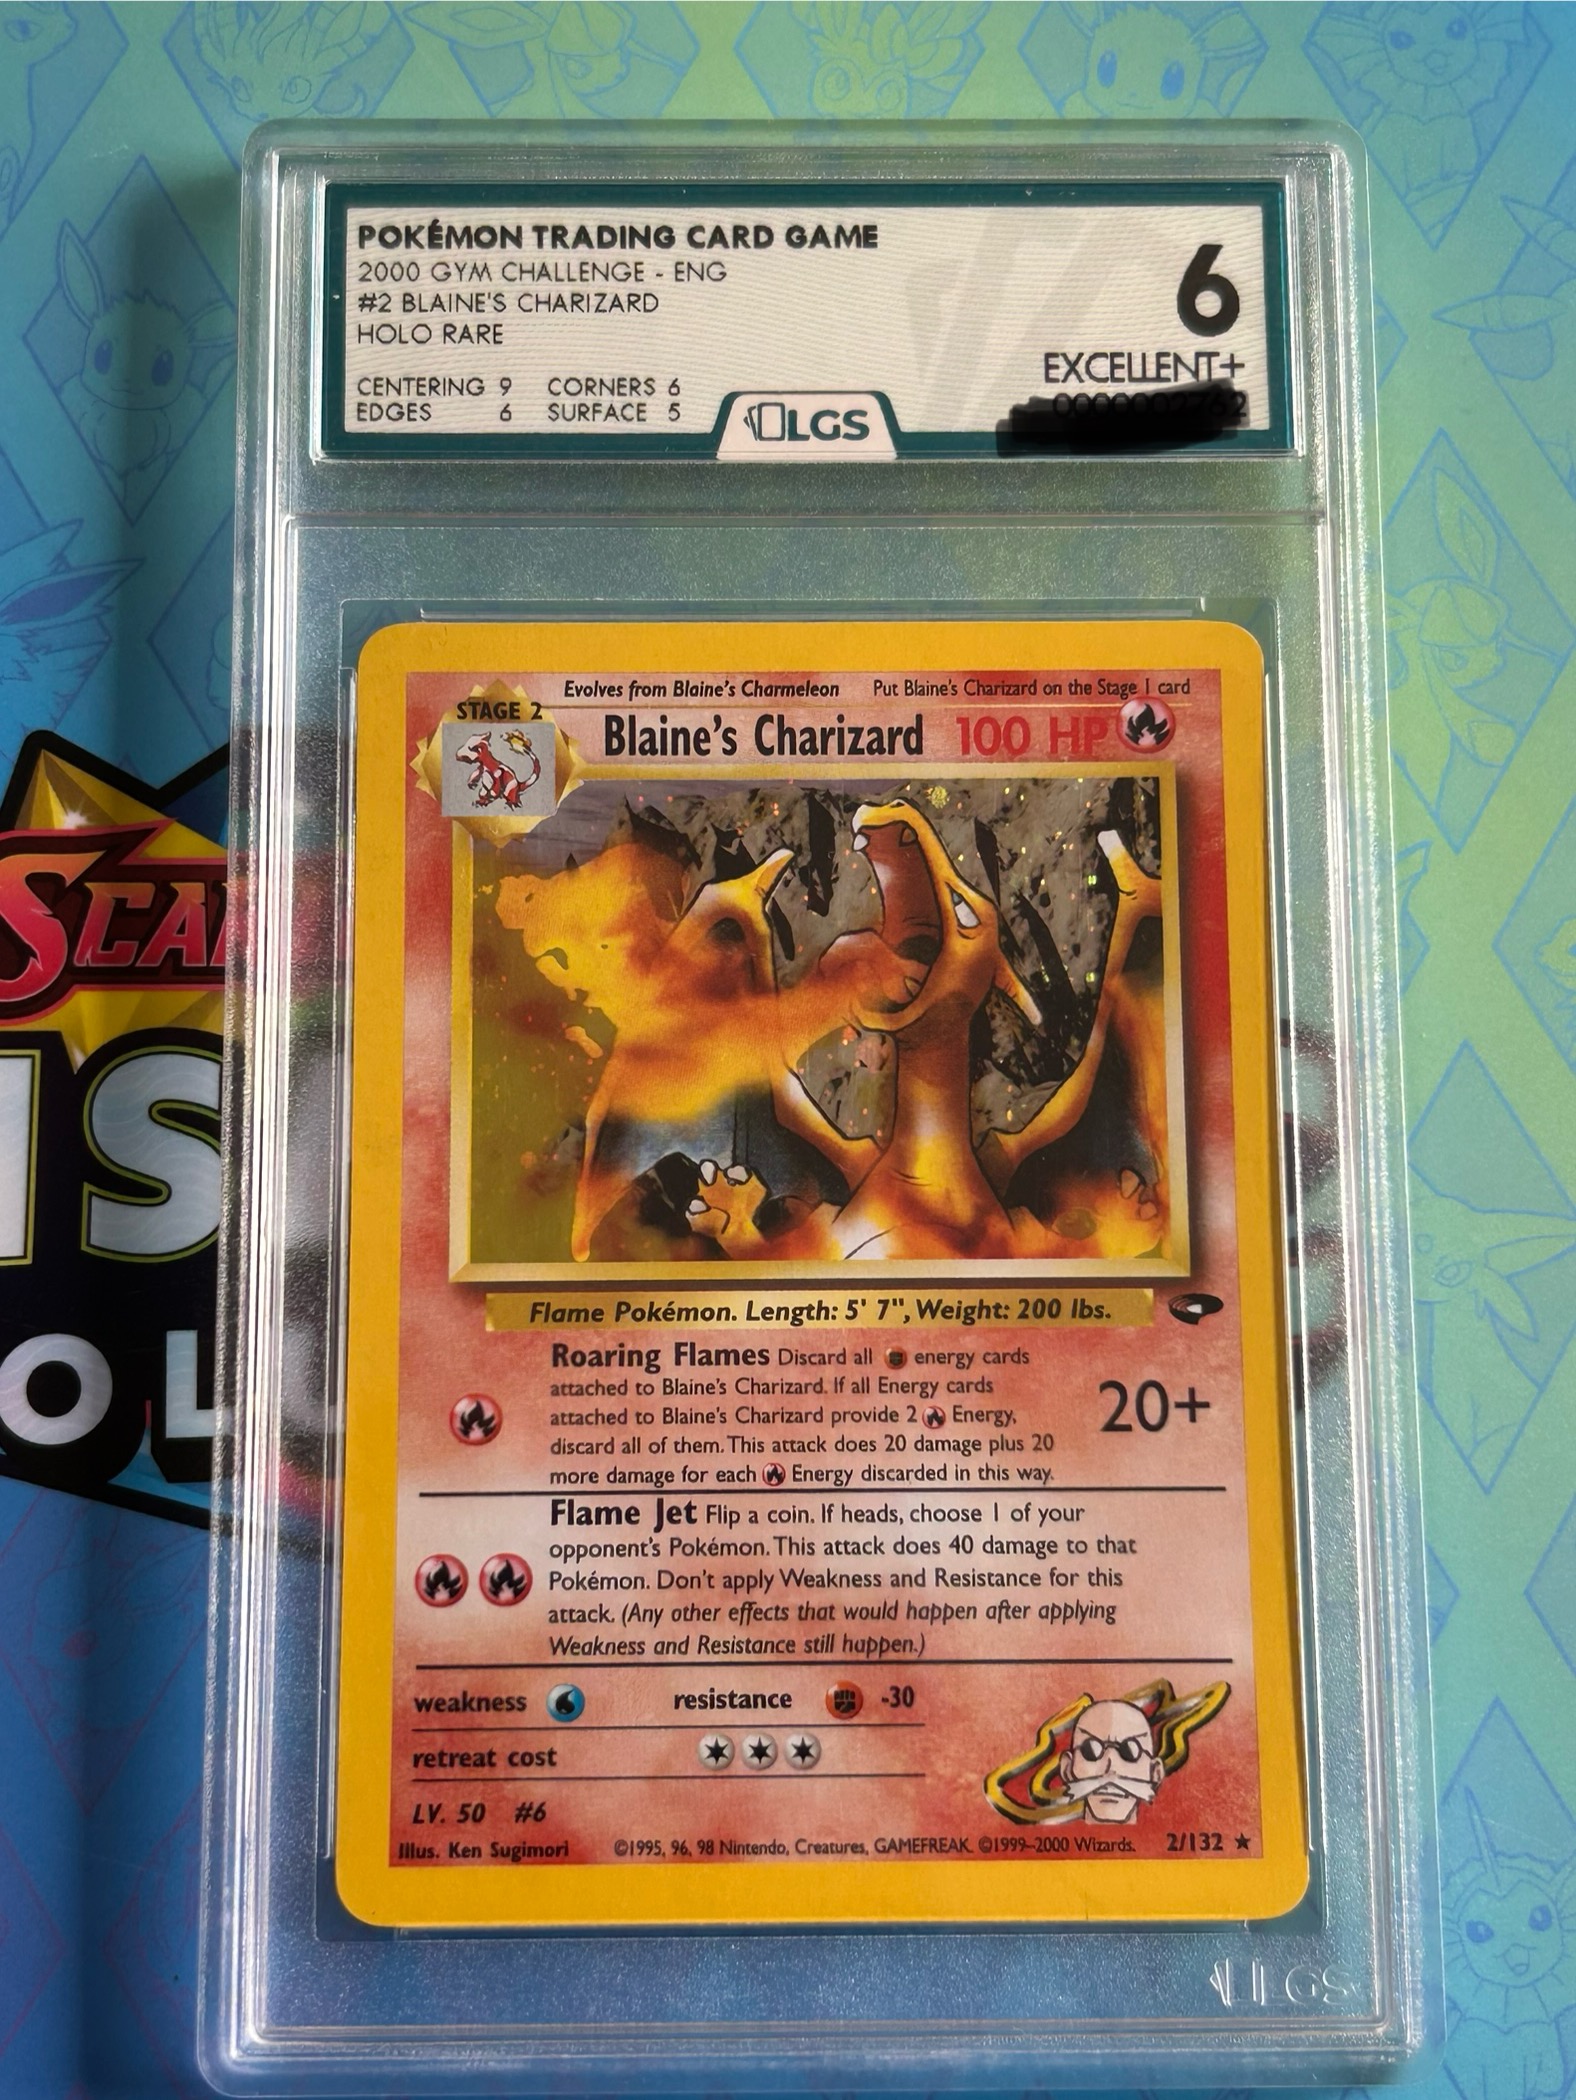 POKÉMON TRADING CARD GAME
2000 GYM CHALLENGE - ENG
#2 BLAINE'S CHARIZARD
HOLO RARE
6
EXCELLENT+
CENTERING 9 CORNERS 6
EDGES 6 SURFACE 5
LGS
Evolves from Blaine's Charmeleon Put Blaine's Charizard on the Stage 1 card
STAGE 2
Blaine's Charizard 100 HP
Flame Pokémon. Length: 5' 7", Weight: 200 lbs.
Roaring Flames Discard all energy cards
attached to Blaine's Charizard. If all Energy cards
attached to Blaine's Charizard provide 2 Energy,
discard all of them. This attack does 20 damage plus 20
more damage for each Energy discarded in this way.
20+
Flame Jet Flip a coin. If heads, choose 1 of your
opponent's Pokémon. This attack does 40 damage to that
Pokémon. Don't apply Weakness and Resistance for this
attack. (Any other effects that would happen after applying
Weakness and Resistance still happen.)
weakness resistance -30
retreat cost
LV. 50 #6
Illus. Ken Sugimori ©1995, 96, 98 Nintendo, Creatures, GAMEFREAK. ©1999-2000 Wizards. 2/132 ★
LGS